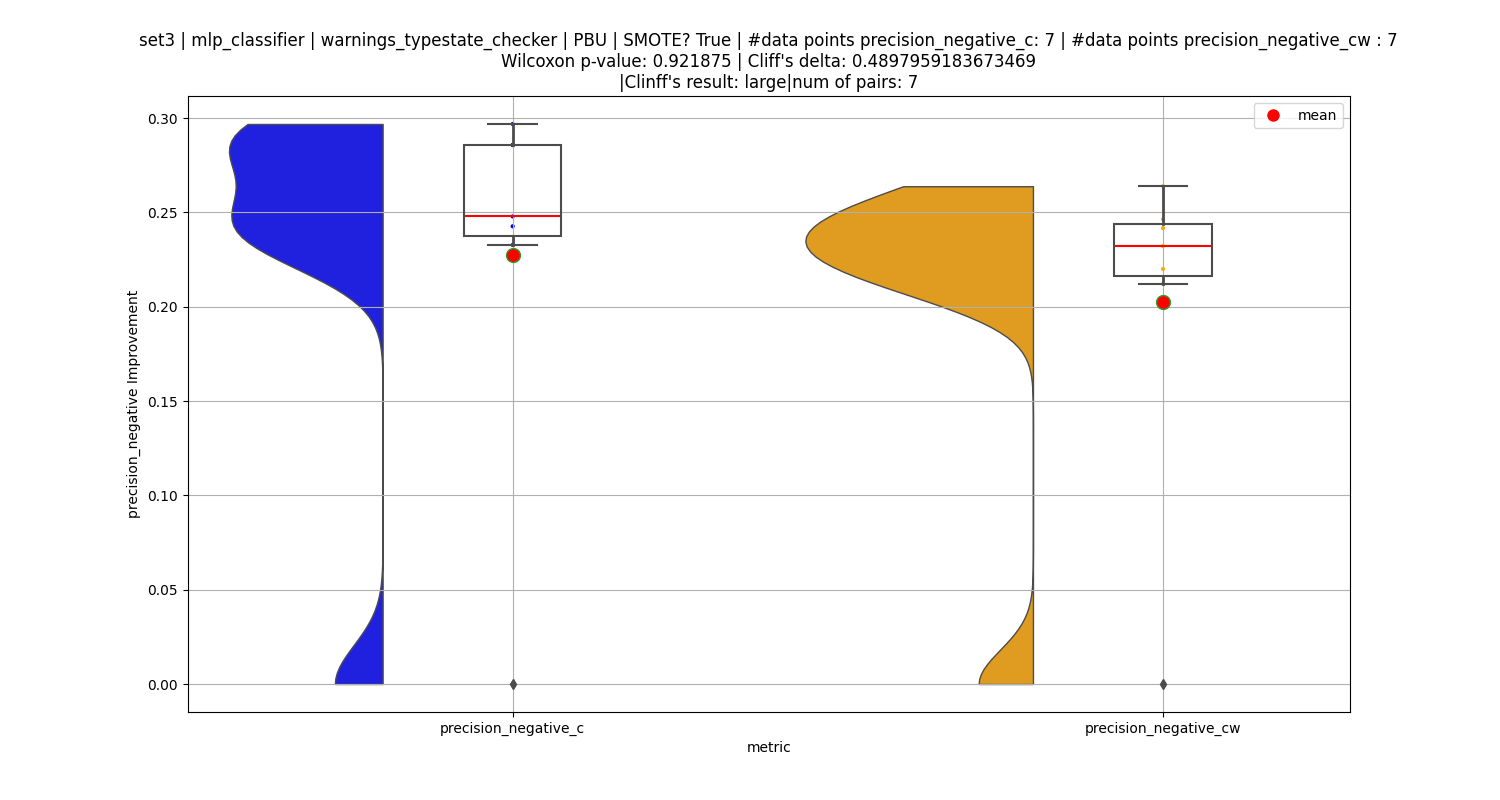 set3 | mlp_classifier | warnings_typestate_checker | PBU | SMOTE? True | #data points precision_negative_c: 7 | #data points precision_negative_cw : 7
Wilcoxon p-value: 0.921875 | Cliff's delta: 0.4897959183673469
|Clinff's result: large|num of pairs: 7
mean
0.30
0.25
0.20
0.15
0.10
0.05
0.00
precision_negative Improvement
precision_negative_c
precision_negative_cw
metric